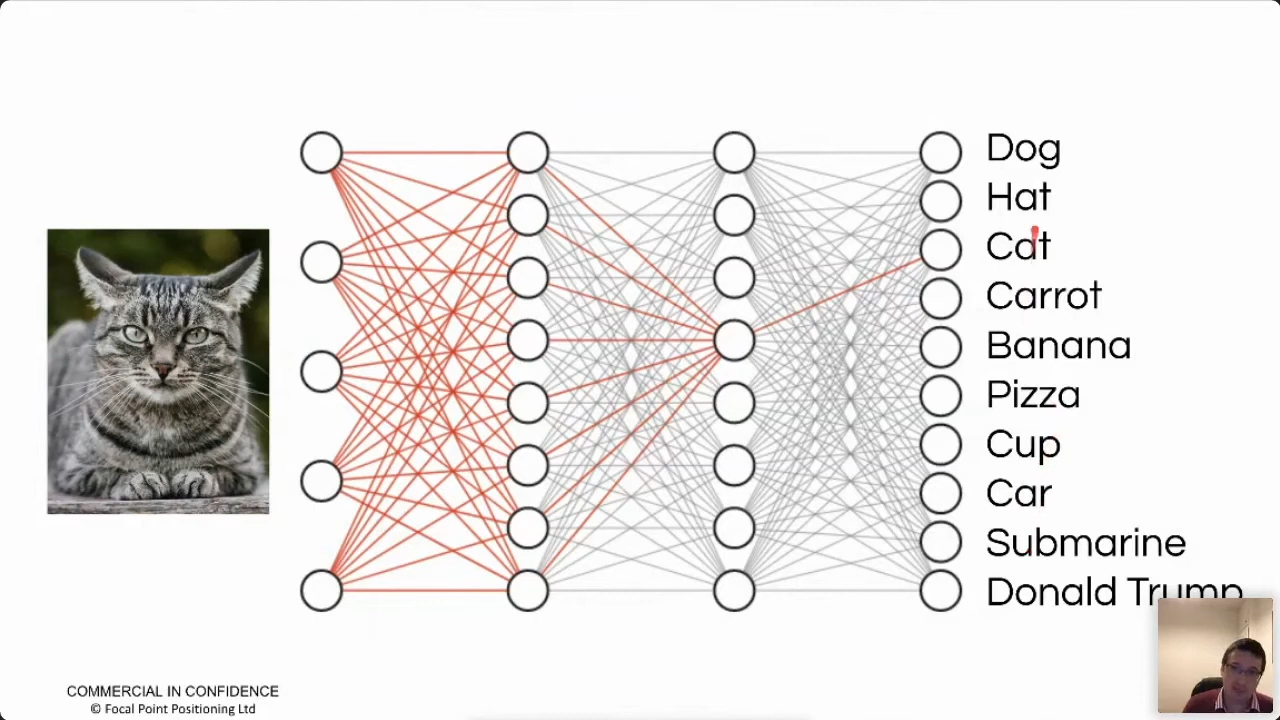 Dog
Hat
Cat
Carrot
Banana
Pizza
Cup
Car
Submarine
Donald Trump
COMMERCIAL IN CONFIDENCE
© Focal Point Positioning Ltd